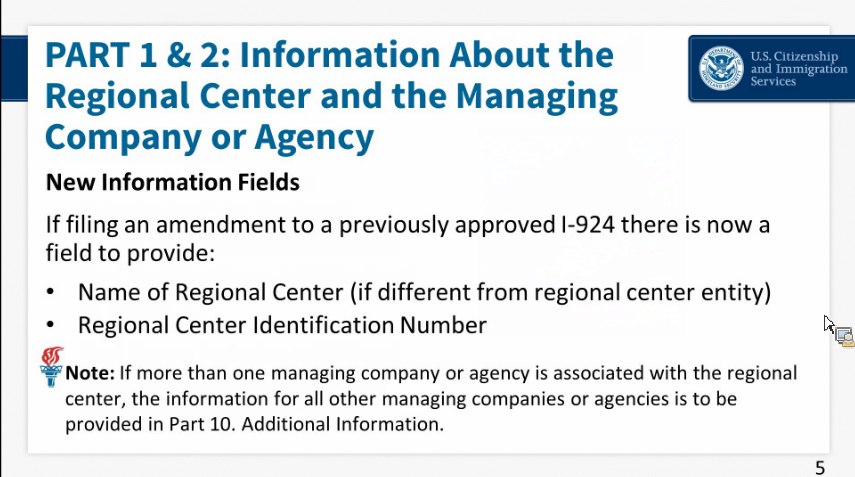 PART 1 & 2: Information About the
Regional Center and the Managing
Company or Agency
U.S. Citizenship
and Immigration
Services
New Information Fields
If filing an amendment to a previously approved I-924 there is now a
field to provide:
• Name of Regional Center (if different from regional center entity)
• Regional Center Identification Number
Note: If more than one managing company or agency is associated with the regional
center, the information for all other managing companies or agencies is to be
provided in Part 10. Additional Information.
5